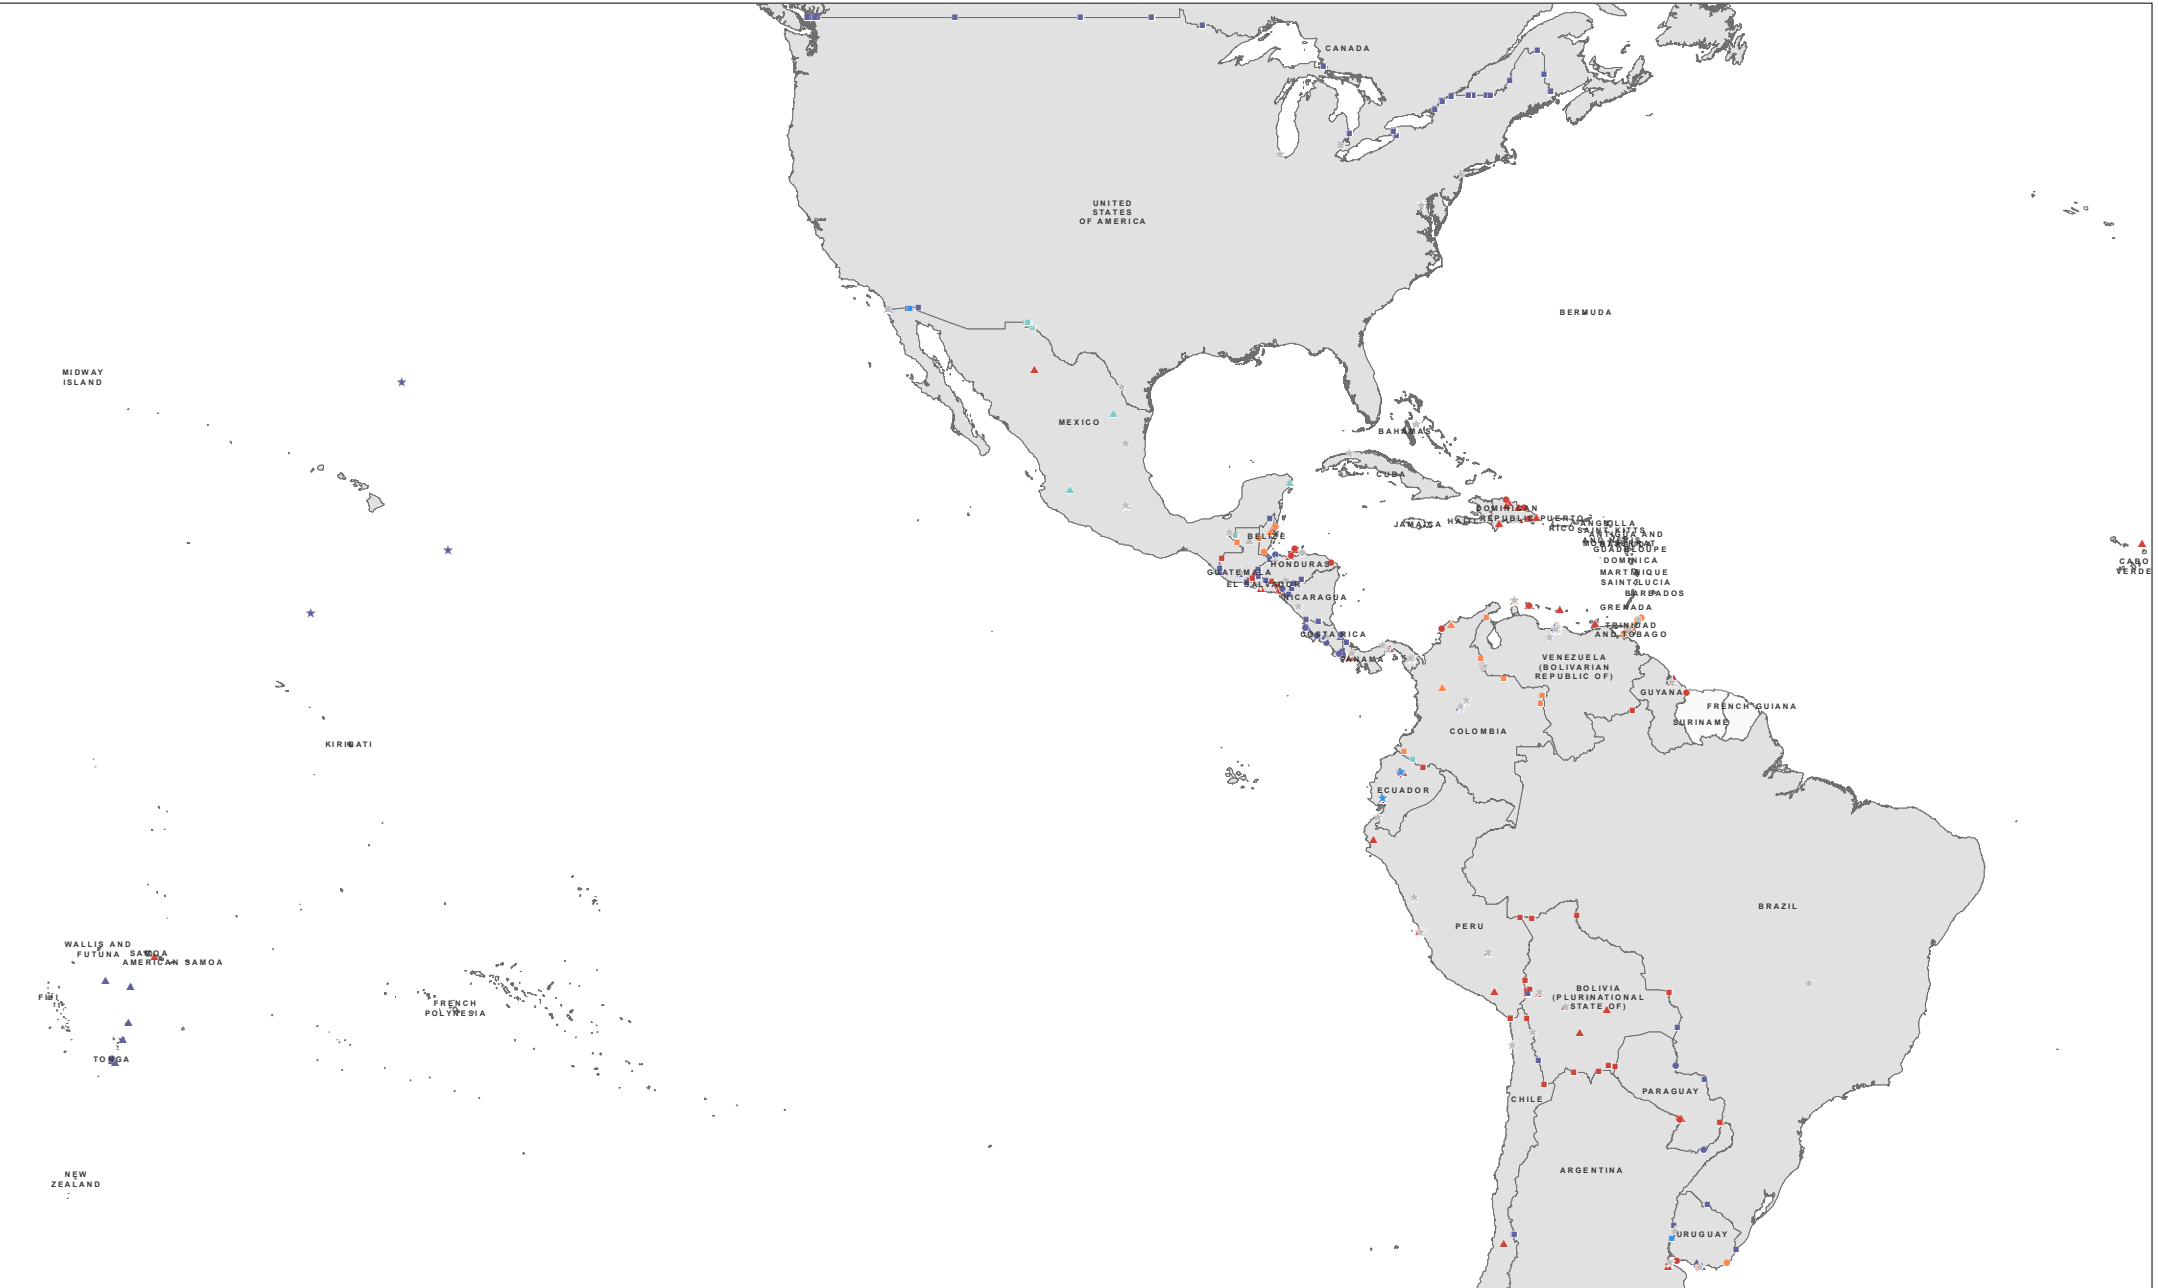 CANADA
UNITED
STATES
OF AMERICA
BERMUDA
MIDWAY
ISLAND
MEXICO
BAHAMAS
CUBA
DOMINICAN
REPUBLIC
PUERTO
RICO
JAMAICA
HAITI
ANGUILLA
SAINT KITTS
ANTIGUA AND
GUADELOUPE
DOMINICA
MARTINIQUE
SAINT LUCIA
BARBADOS
GRENADA
TRINIDAD
AND TOBAGO
BELIZE
HONDURAS
GUATEMALA
EL SALVADOR
NICARAGUA
COSTA RICA
PANAMA
CABO
VERDE
VENEZUELA
(BOLIVARIAN
REPUBLIC OF)
GUYANA
FRENCH GUIANA
SURINAME
COLOMBIA
KIRIBATI
ECUADOR
BRAZIL
PERU
WALLIS AND
FUTUNA
SAMOA
AMERICAN SAMOA
FIJI
FRENCH
POLYNESIA
BOLIVIA
(PLURINATIONAL
STATE OF)
TONGA
PARAGUAY
CHILE
ARGENTINA
NEW
ZEALAND
URUGUAY